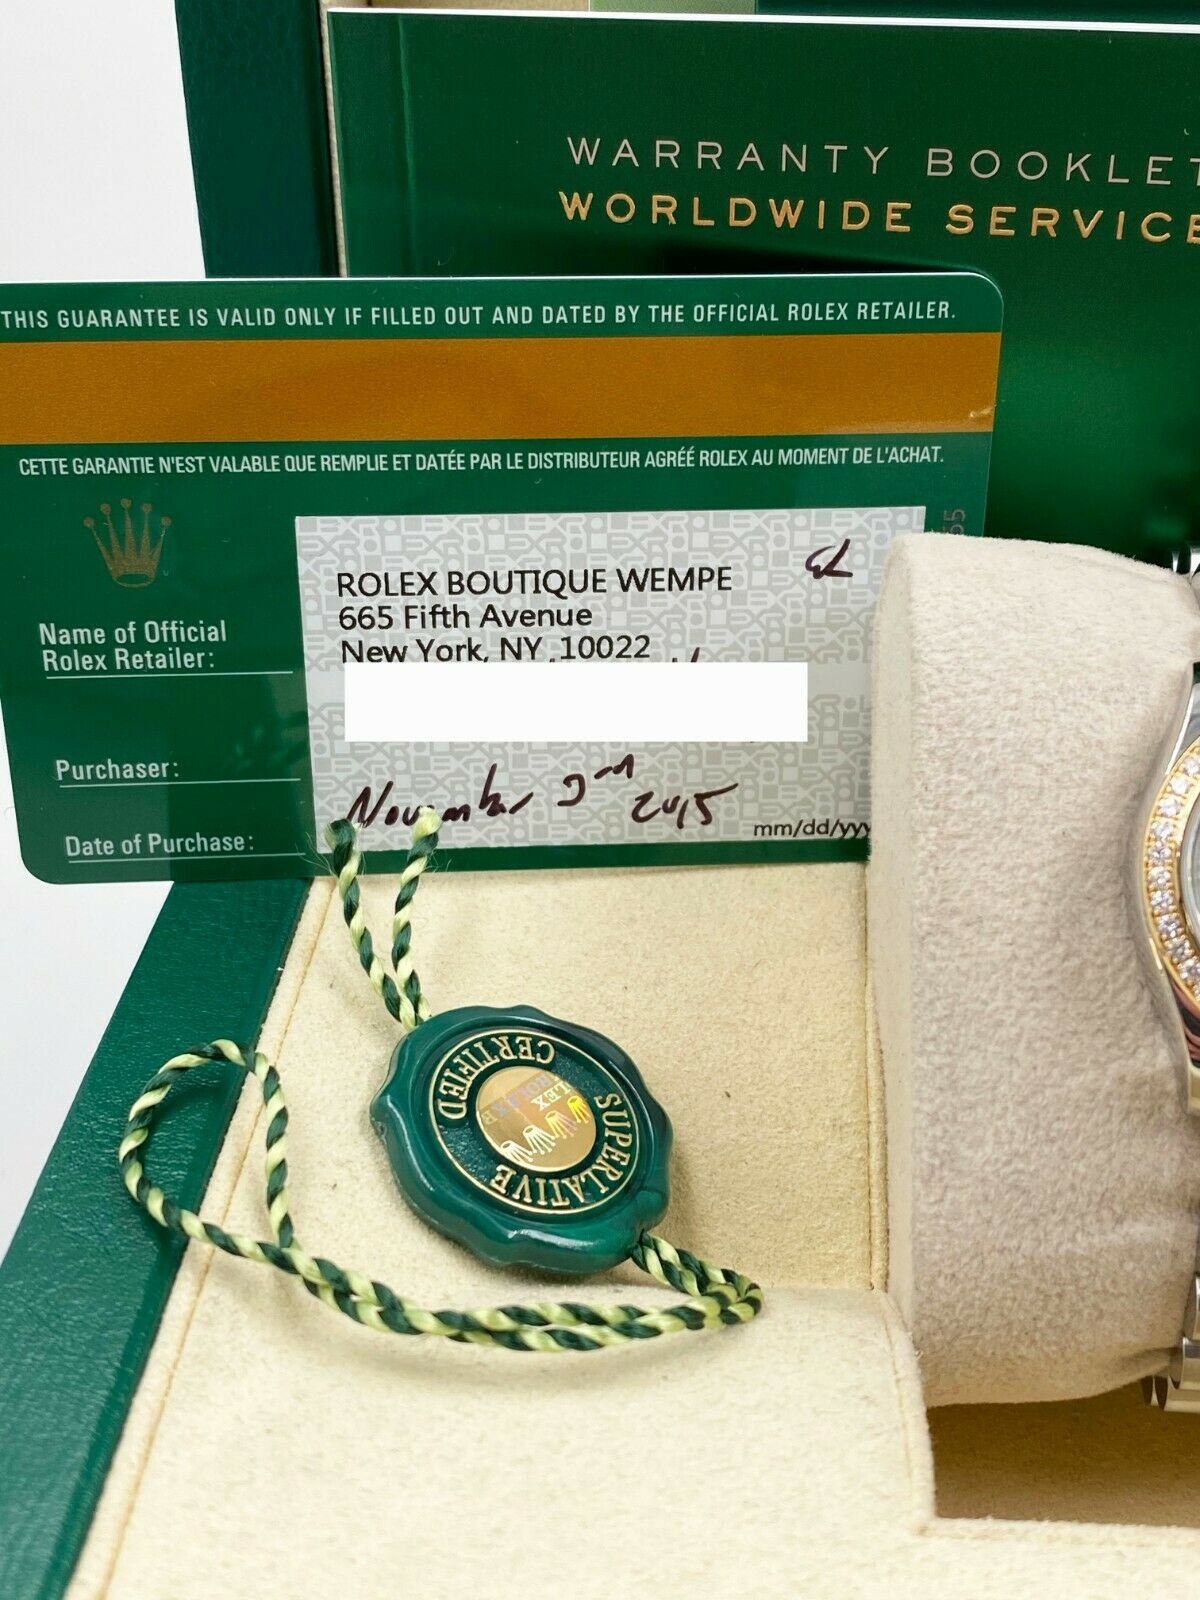 WARRANTY BOOKLET
WORLDWIDE SERVICE
THIS GUARANTEE IS VALID ONLY IF FILLED OUT AND DATED BY THE OFFICIAL ROLEX RETAILER.
CETTE GARANTIE N'EST VALABLE QUE REMPLIE ET DATÉE PAR LE DISTRIBUTEUR AGRÉÉ ROLEX AU MOMENT DE L'ACHAT.
ROLEX BOUTIQUE WEMPE
665 Fifth Avenue
New York, NY 10022
Name of Official
Rolex Retailer:
Purchaser:
Date of Purchase:
November 2015
mm/dd/yyy
SUPERLATIVE
CERTIFIED